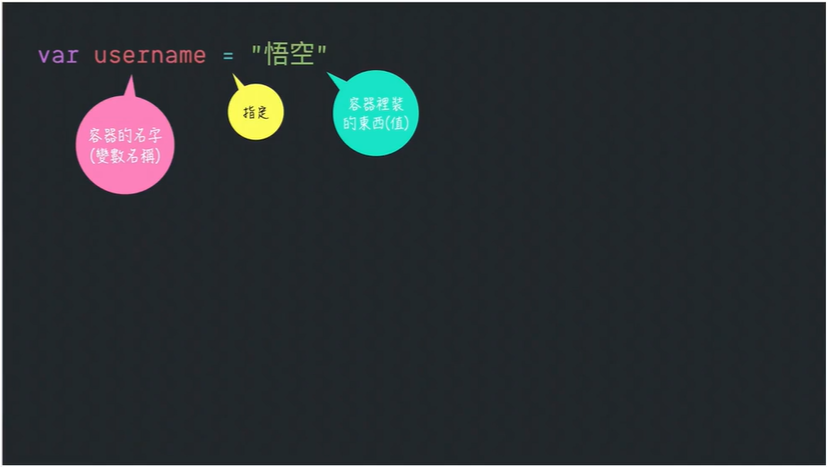 var username = "悟空"
容器的名字
(變數名稱)
指定
容器裡裝
的東西(值)